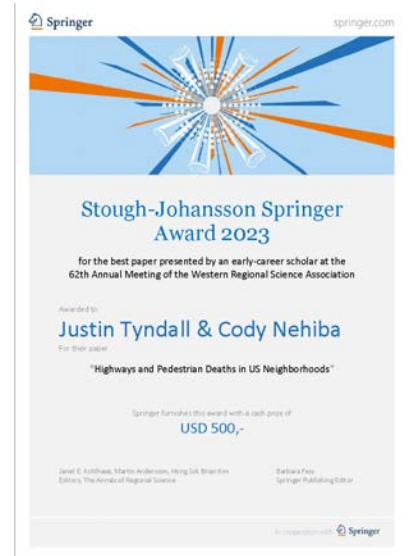 Springer
springer.com
Stough-Johansson Springer
Award 2023
for the best paper presented by an early-career scholar at the
62th Annual Meeting of the Western Regional Science Association
Awarded to
Justin Tyndall & Cody Nehiba
For their paper
"Highways and Pedestrian Deaths in US Neighborhoods"
Springer furnishes this award with a cash prize of
USD 500,-
Janet E. Kohlhase, Martin Andersson, Hong Sok Brian Kim
Editors, The Annals of Regional Science
Barbara Fess
Springer Publishing Editor
In cooperation with Springer